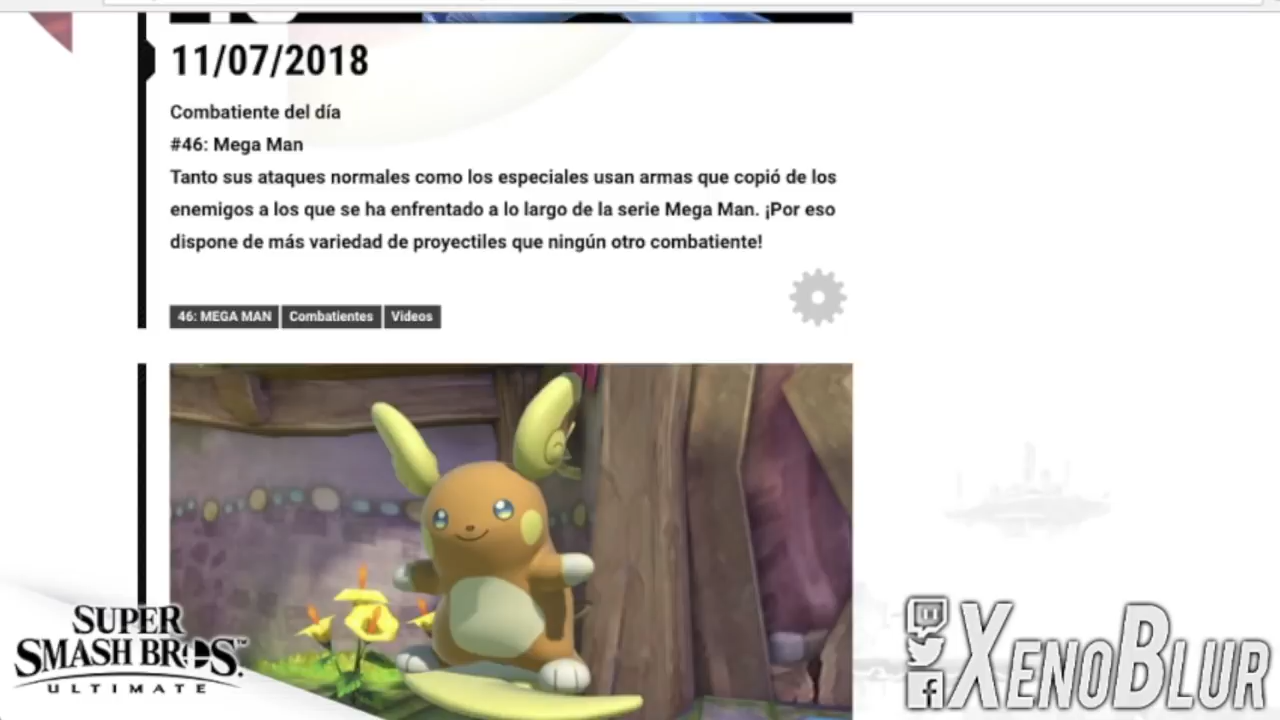 11/07/2018
Combatiente del día
#46: Mega Man
Tanto sus ataques normales como los especiales usan armas que copió de los
enemigos a los que se ha enfrentado a lo largo de la serie Mega Man. ¡Por eso
dispone de más variedad de proyectiles que ningún otro combatiente!
46: MEGA MAN Combatientes Videos
SUPER
SMASH BROS.™
ULTIMATE
XENOBLUR